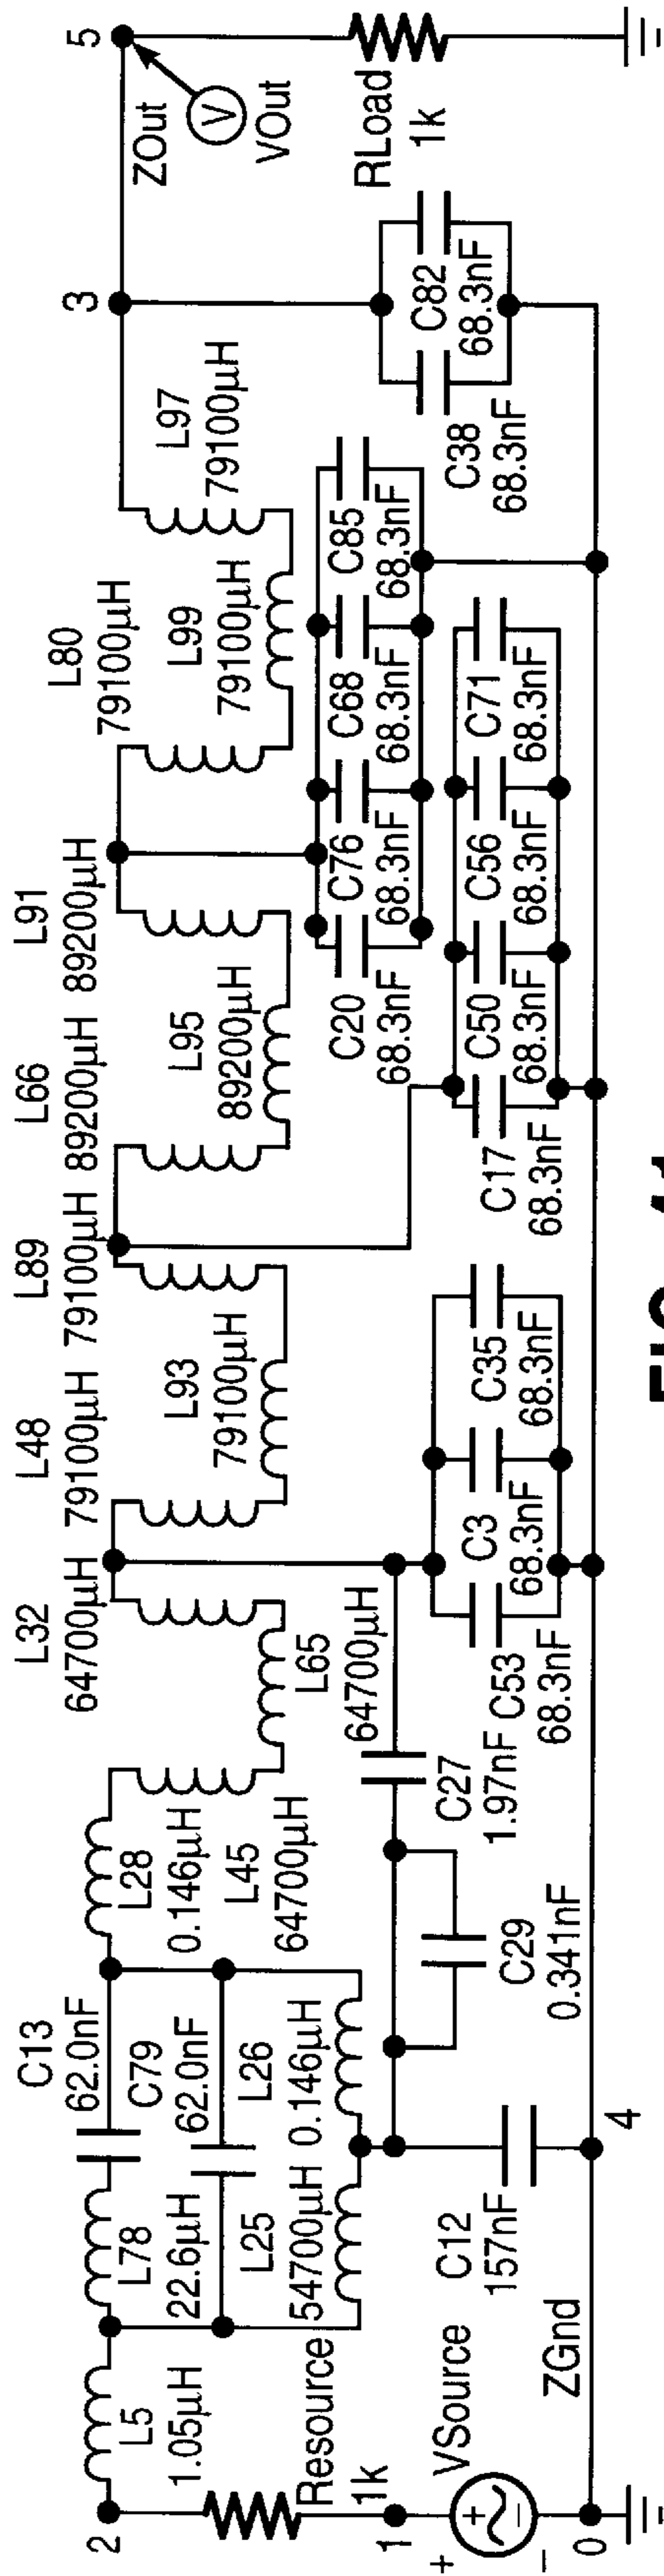 2
L5
1.05µH
Resource
1k
1
+
VSource
+
−
−
0
ZGnd
L78
22.6µH
C13
62.0nF
C79
62.0nF
L25
54700µH
L26
0.146µH
C12
157nF
4
L28
0.146µH
L45
64700µH
L65
64700µH
L32
64700µH
C29
0.341nF
C27
1.97nF
C53
68.3nF
C3
68.3nF
C35
68.3nF
L48
79100µH
L93
79100µH
L89
79100µH
L66
89200µH
L95
89200µH
L91
89200µH
C17
68.3nF
C50
68.3nF
C56
68.3nF
C71
68.3nF
C20
68.3nF
C76
68.3nF
C68
68.3nF
C85
68.3nF
L80
79100µH
L99
79100µH
L97
79100µH
3
C38
68.3nF
C82
68.3nF
5
ZOut
V
VOut
RLoad
1k